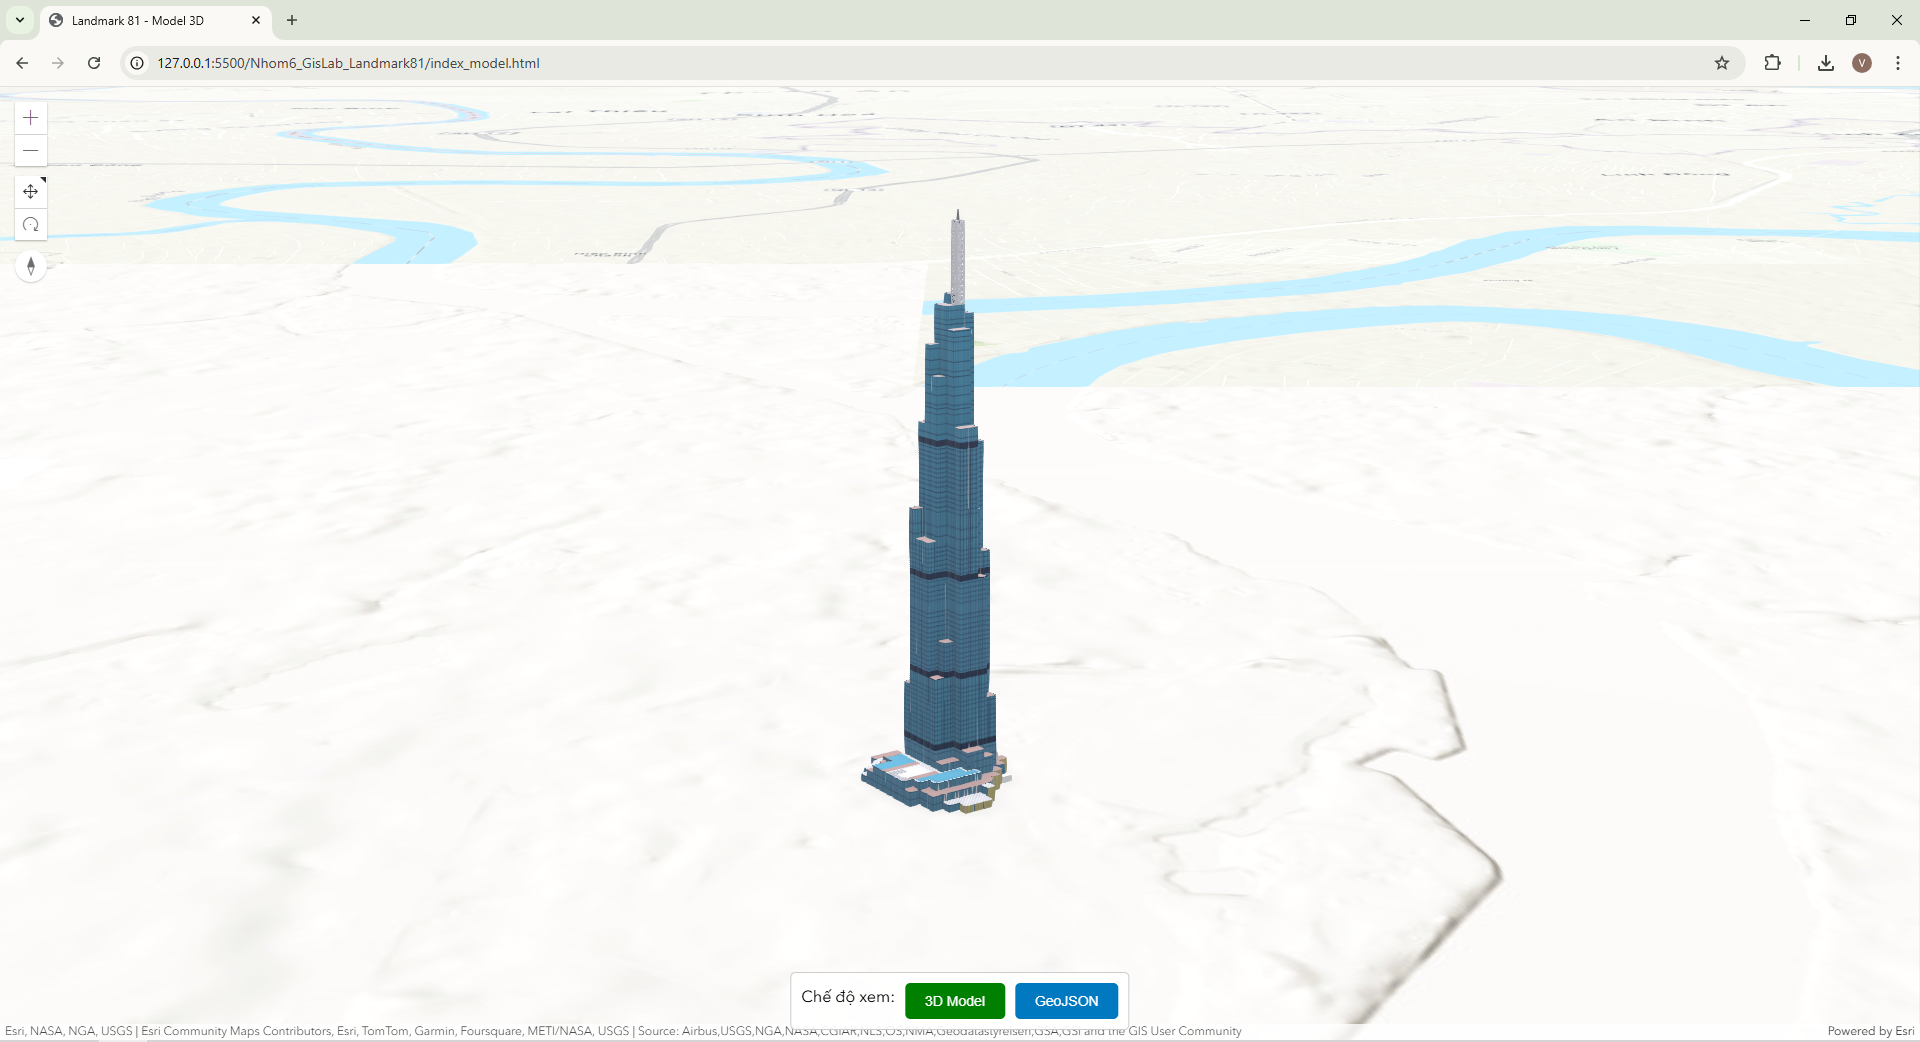 Landmark 81 - Model 3D
127.0.0.1:5500/Nhom6_GisLab_Landmark81/index_model.html
V
Chế độ xem:
3D Model
GeoJSON
Esri, NASA, NGA, USGS | Esri Community Maps Contributors, Esri, TomTom, Garmin, Foursquare, METI/NASA, USGS | Source: Airbus,USGS,NGA,NASA,CGIAR,NLS,OS,NMA,Geodatastyrelsen,GSA,GSI and the GIS User Community
Powered by Esri